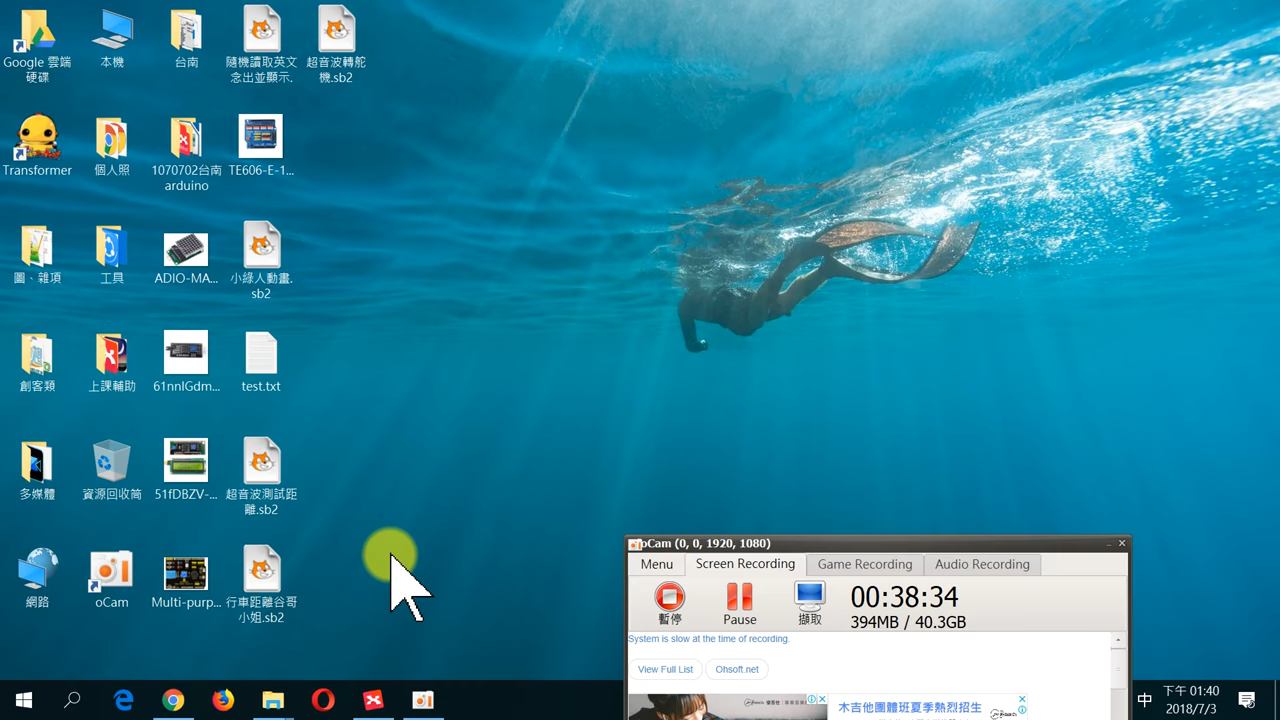 Google 雲端
硬碟
本機
台南
隨機讀取英文
念出並顯示.
超音波轉舵
機.sb2
Transformer
個人照
1070702台南
arduino
TE606-E-1...
圖、雜項
工具
ADIO-MA...
小綠人動畫.
sb2
創客類
上課輔助
61nnlGdm...
test.txt
多媒體
資源回收筒
51fDBZV-...
超音波測試距
離.sb2
網路
oCam
Multi-purp...
行車距離谷哥
小姐.sb2
oCam (0, 0, 1920, 1080)
Menu
Screen Recording
Game Recording
Audio Recording
暫停
Pause
擷取
00:38:34
394MB / 40.3GB
System is slow at the time of recording.
View Full List
Ohsoft.net
木吉他團體班夏季熱烈招生
中
下午 01:40
2018/7/3